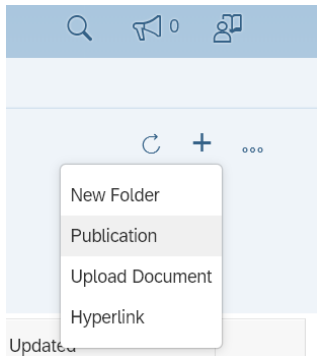 0
New Folder
Publication
Upload Document
Hyperlink
Updated